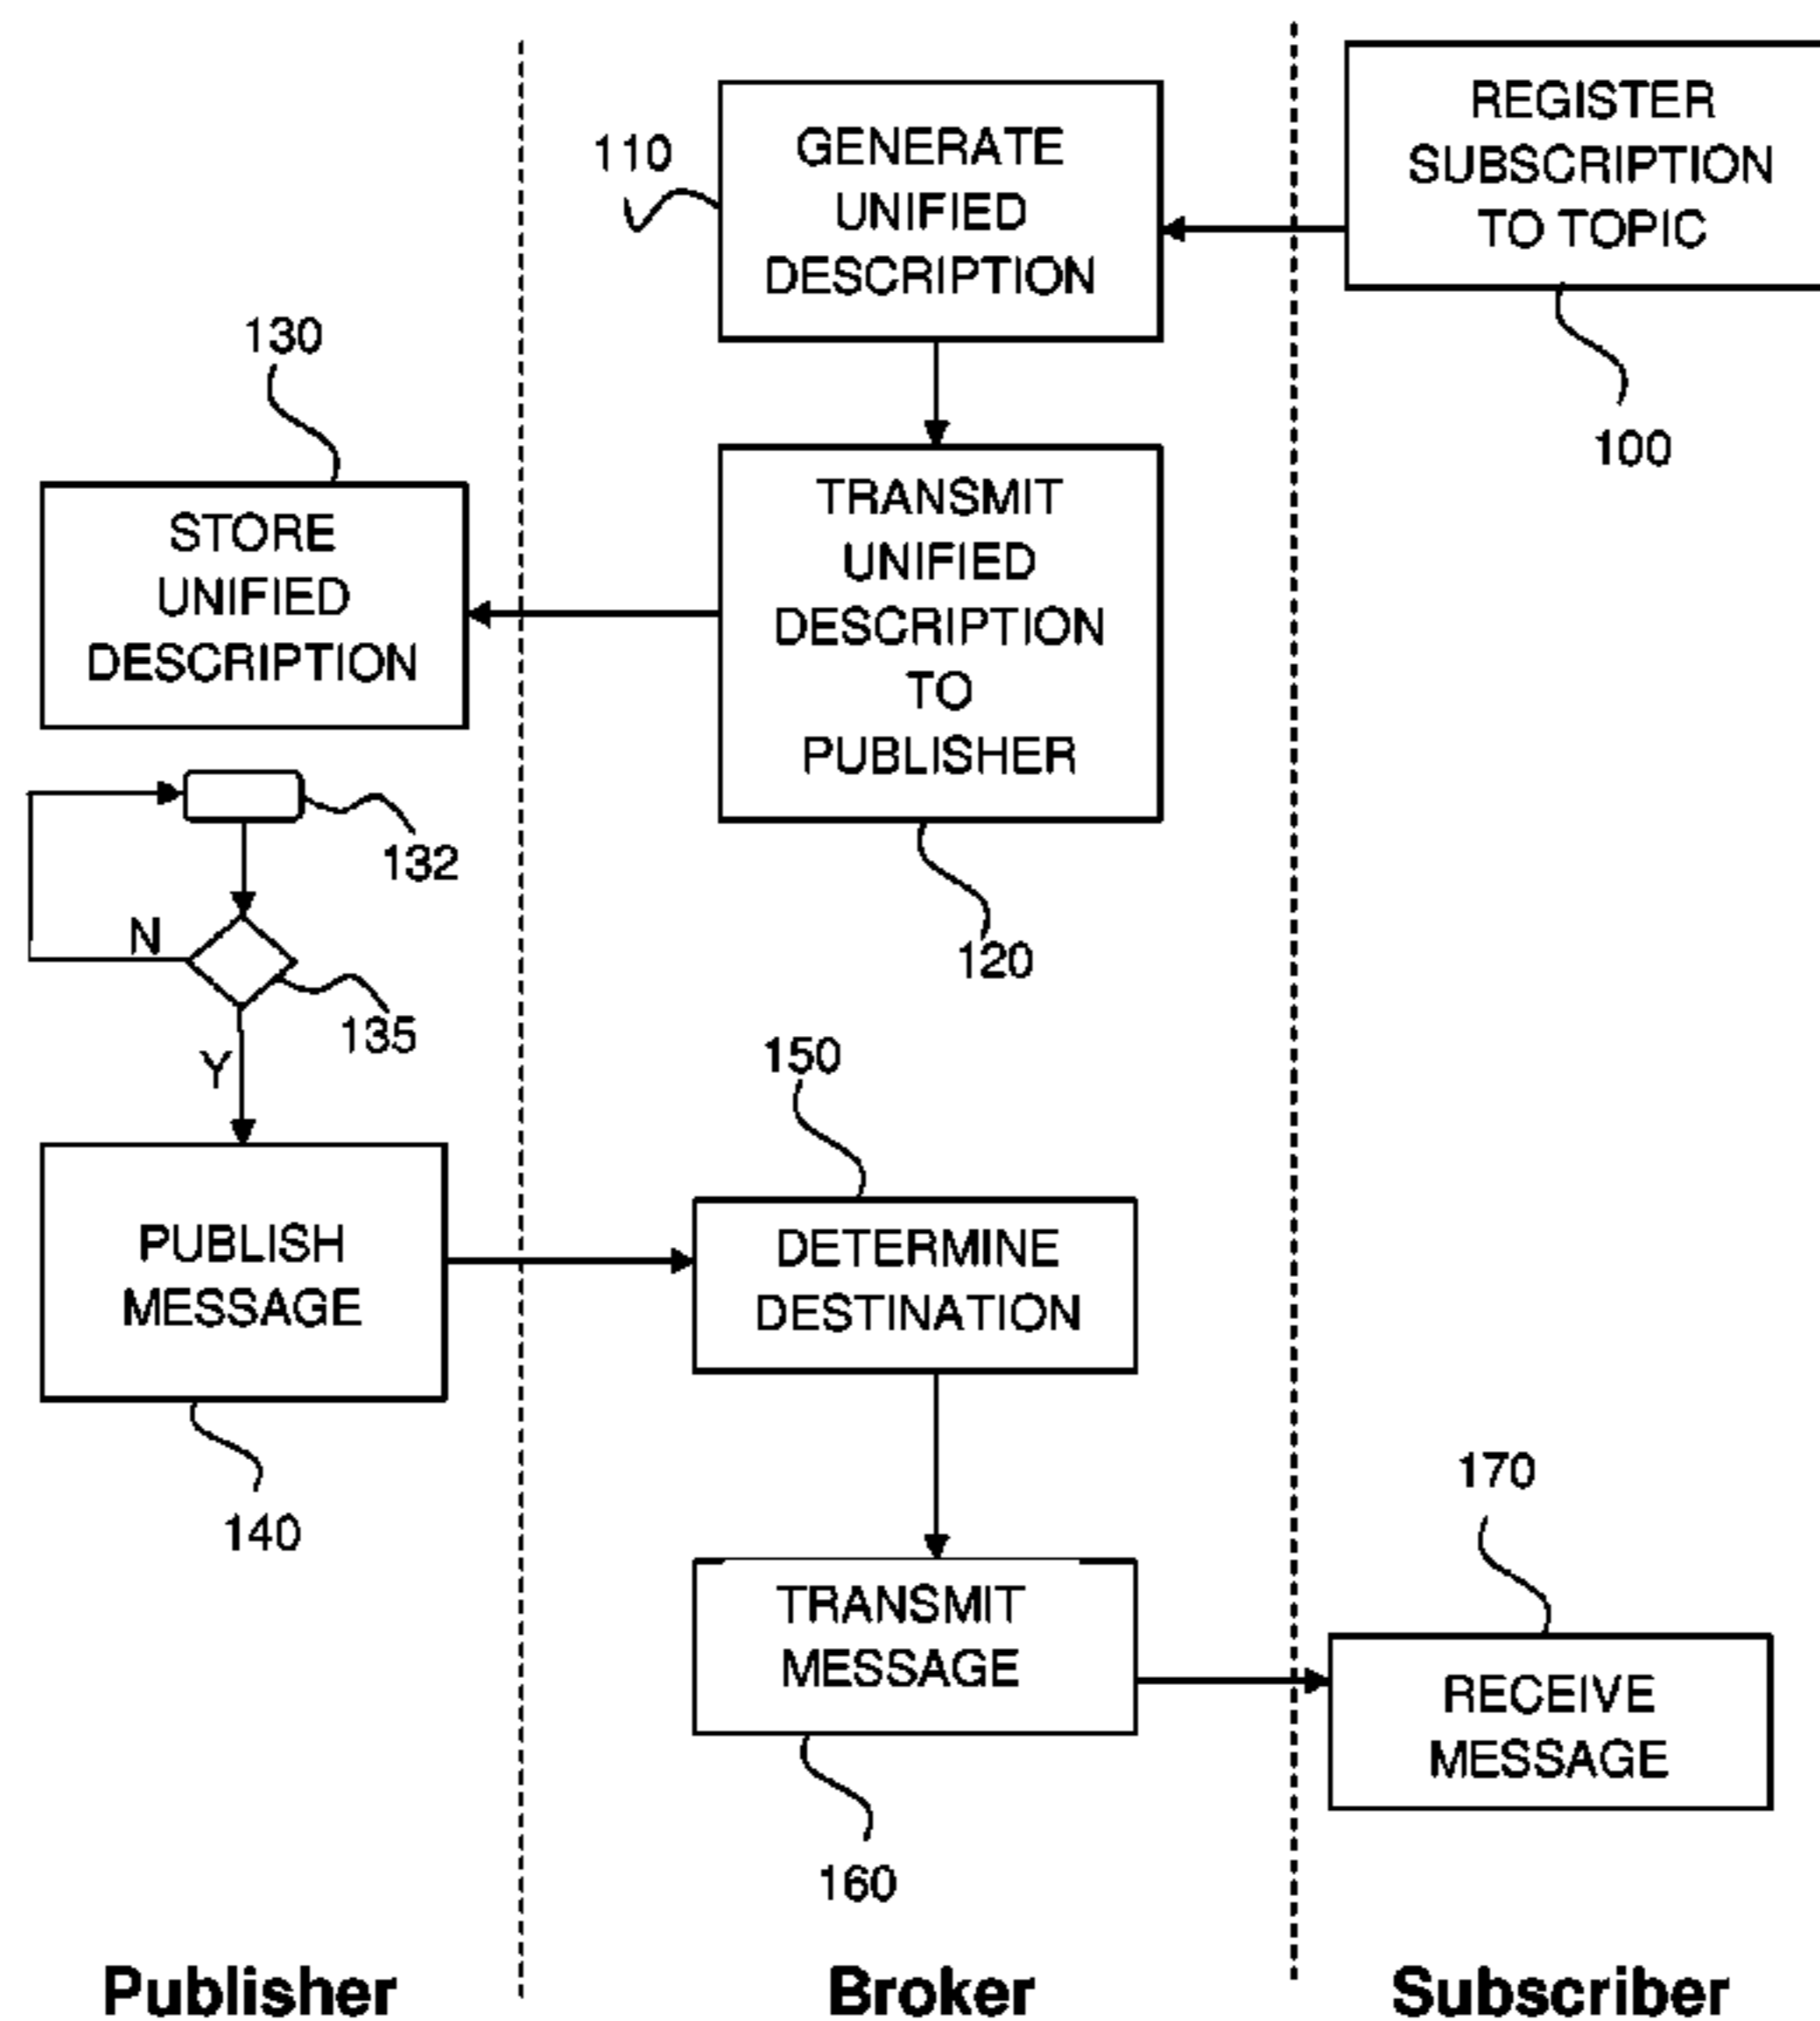 REGISTER
SUBSCRIPTION
TO TOPIC
100
110
GENERATE
UNIFIED
DESCRIPTION
TRANSMIT
UNIFIED
DESCRIPTION
TO
PUBLISHER
120
130
STORE
UNIFIED
DESCRIPTION
132
N
135
Y
PUBLISH
MESSAGE
140
150
DETERMINE
DESTINATION
TRANSMIT
MESSAGE
160
170
RECEIVE
MESSAGE
Publisher
Broker
Subscriber